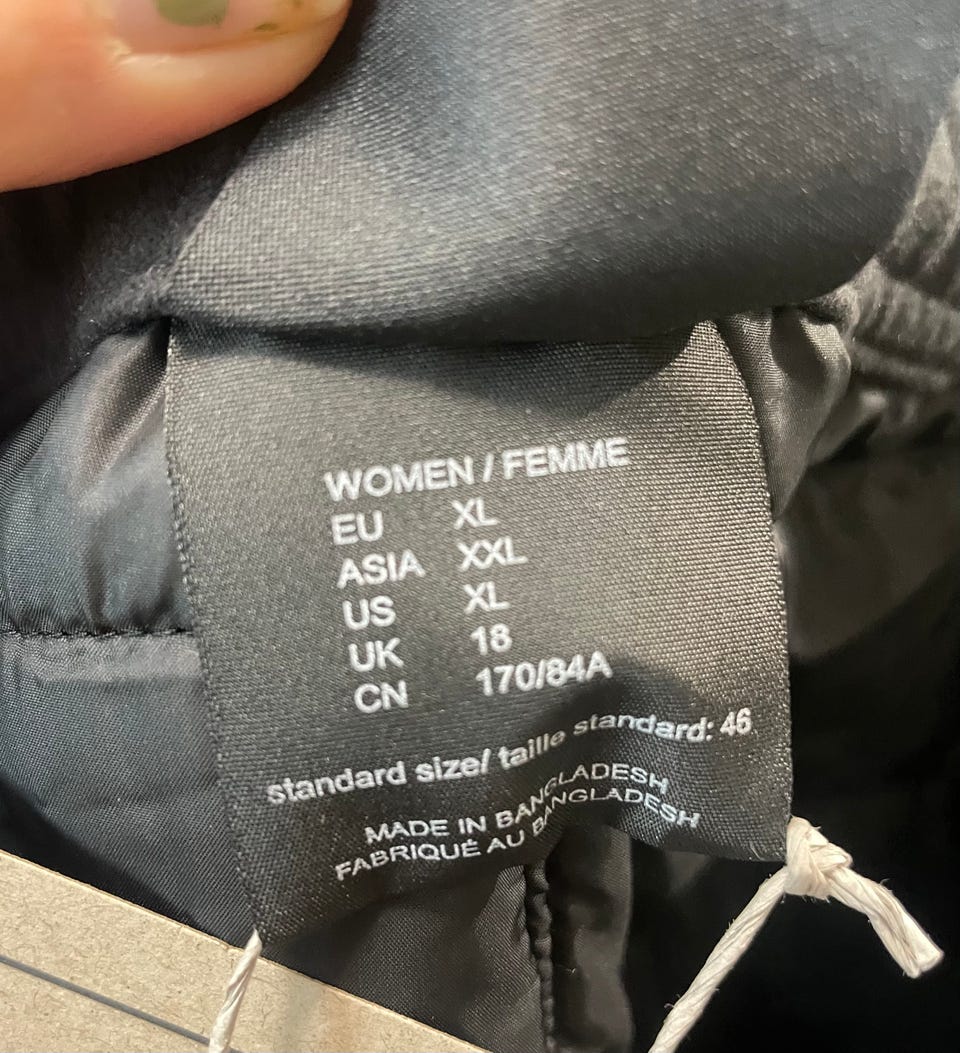 WOMEN / FEMME
EU XL
ASIA XXL
US XL
UK 18
CN 170/84A
standard size/ taille standard: 46
MADE IN BANGLADESH
FABRIQUÉ AU BANGLADESH